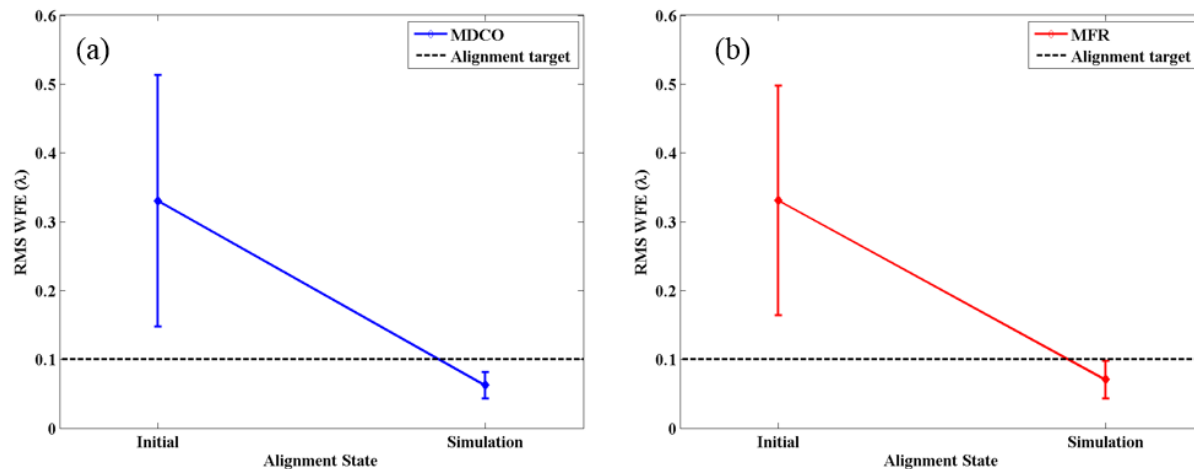 (a)
MDCO
Alignment target
0.6
0.5
0.4
0.3
0.2
0.1
0
RMS WFE (λ)
Initial
Simulation
Alignment State
(b)
MFR
Alignment target
0.6
0.5
0.4
0.3
0.2
0.1
0
RMS WFE (λ)
Initial
Simulation
Alignment State